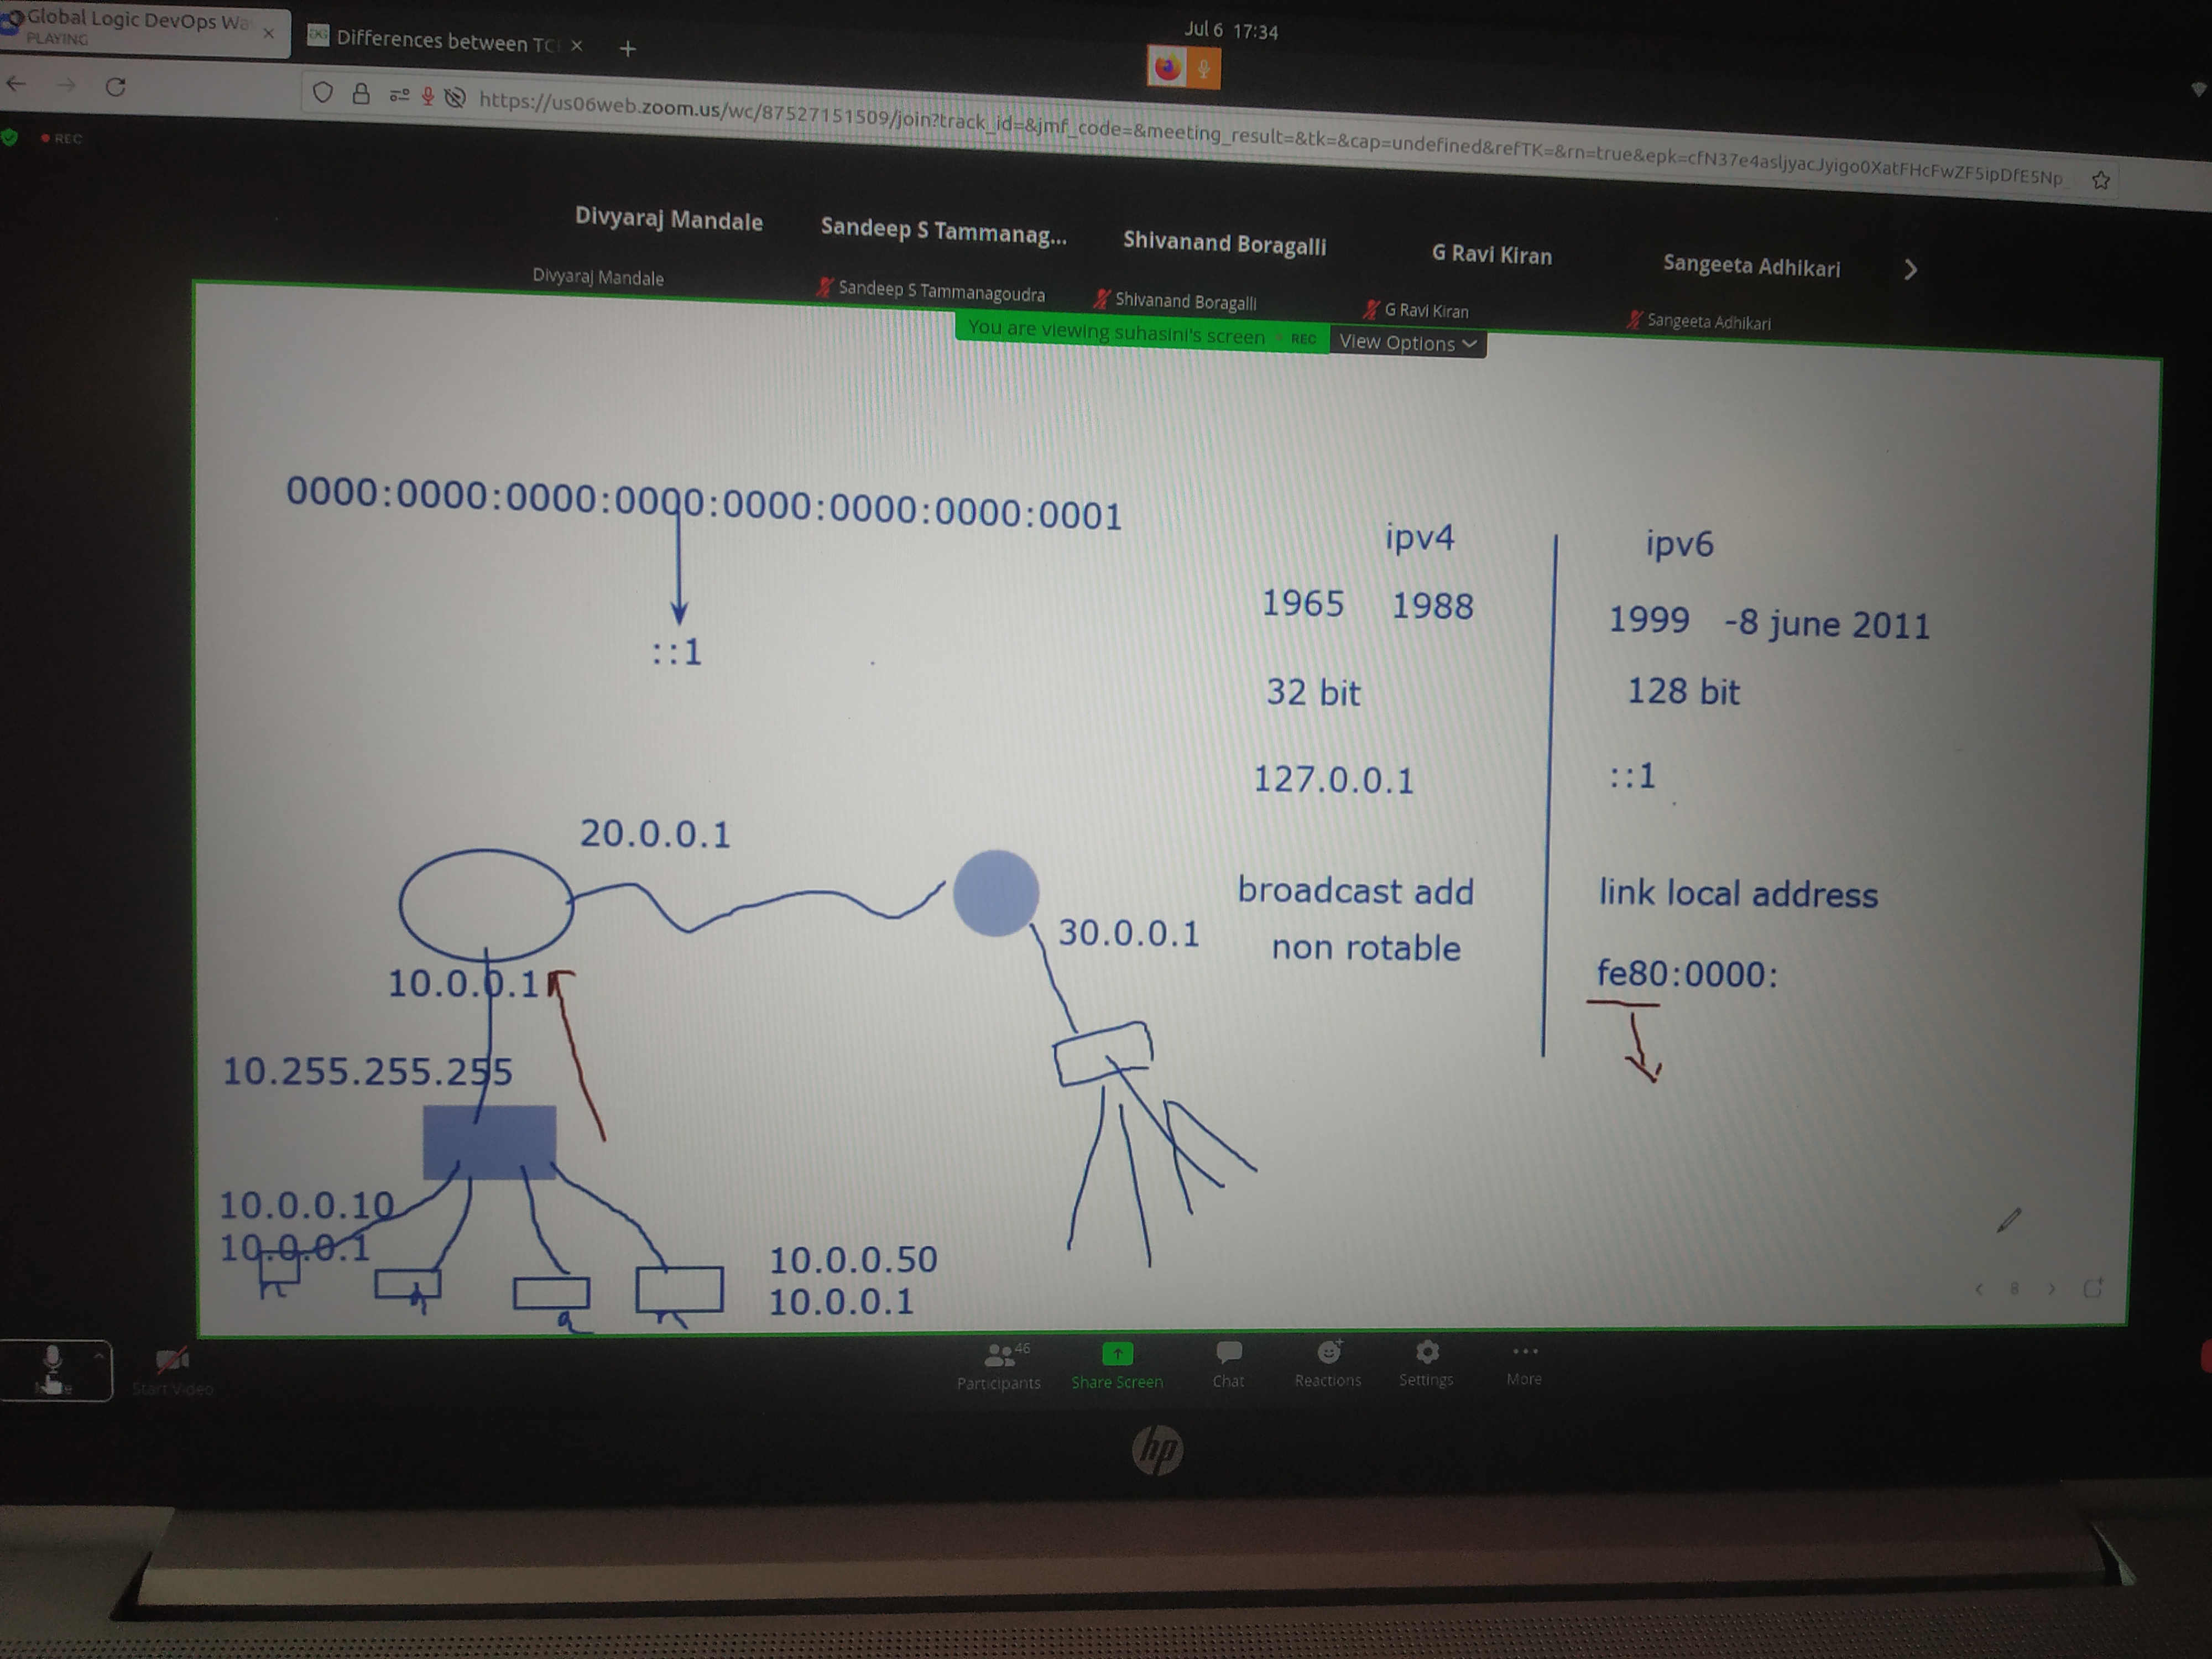 Global Logic DevOps Wa
PLAYING
Differences between TC
Jul 6 17:34
https://us06web.zoom.us/wc/87527151509/join?track_id=&jmf_code=&meeting_result=&tk=&cap=undefined&refTK=&rn=true&epk=cfN37e4asljyacJyigo0XatFHcFwZF5ipDfE5Np_
REC
Divyaraj Mandale
Sandeep S Tammanag...
Shivanand Boragalli
G Ravi Kiran
Sangeeta Adhikari
Divyaraj Mandale
Sandeep S Tammanagoudra
Shivanand Boragalli
G Ravi Kiran
Sangeeta Adhikari
You are viewing suhasini's screen REC
View Options
0000:0000:0000:0000:0000:0000:0000:0001
::1
ipv4
ipv6
1965 1988
1999 -8 june 2011
32 bit
128 bit
127.0.0.1
::1
broadcast add
non rotable
link local address
fe80:0000:
20.0.0.1
30.0.0.1
10.0.0.1
10.255.255.255
10.0.0.10
10.0.0.1
10.0.0.50
10.0.0.1
8
Start Video
46
Participants
Share Screen
Chat
Reactions
Settings
More
hp